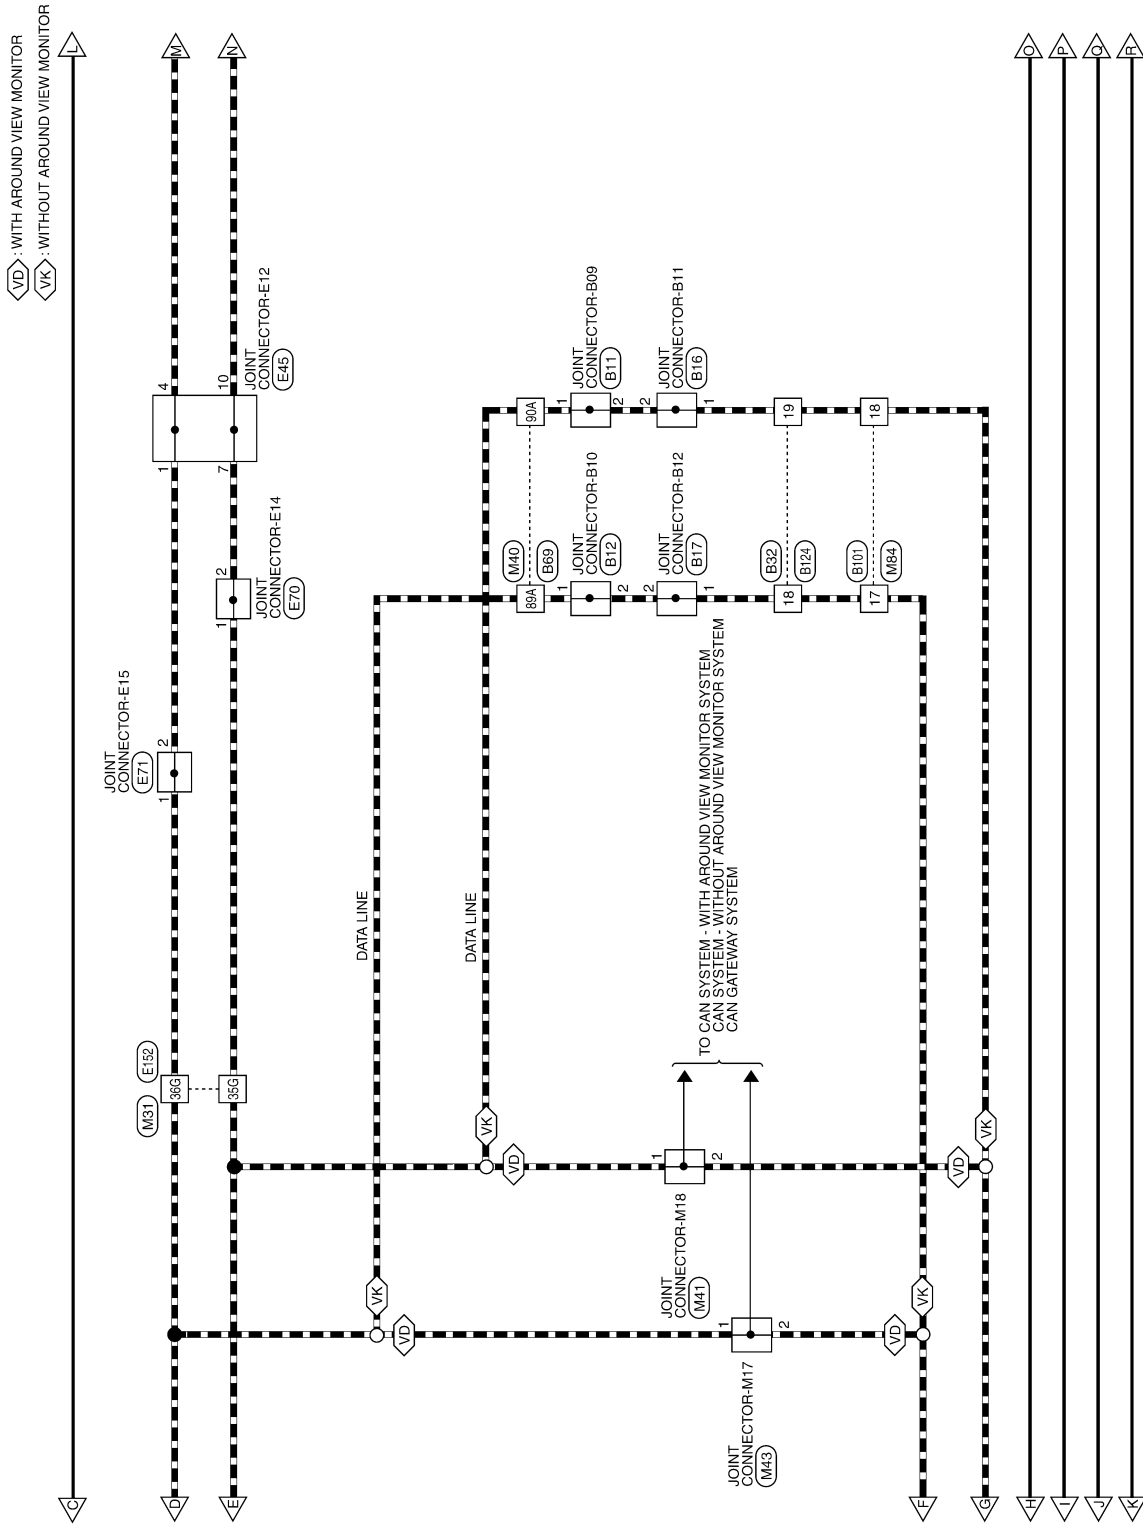 VD : WITH AROUND VIEW MONITOR
VK : WITHOUT AROUND VIEW MONITOR
C
L
D
M
E
N
M31
E152
36G
35G
JOINT
CONNECTOR-E15
E71
1
2
JOINT
CONNECTOR-E14
E70
1
2
JOINT
CONNECTOR-E12
E45
1
4
7
10
DATA LINE
DATA LINE
VK
VD
VK
VD
JOINT
CONNECTOR-M17
M43
1
2
JOINT
CONNECTOR-M18
M41
1
2
TO CAN SYSTEM - WITH AROUND VIEW MONITOR SYSTEM
CAN SYSTEM - WITHOUT AROUND VIEW MONITOR SYSTEM
CAN GATEWAY SYSTEM
M40
B69
89A
90A
JOINT
CONNECTOR-B10
B12
1
2
JOINT
CONNECTOR-B09
B11
1
2
JOINT
CONNECTOR-B12
B17
2
1
JOINT
CONNECTOR-B11
B16
2
1
B32
B124
18
19
B101
M84
17
18
VD
VK
VD
VK
F
G
H
O
I
P
J
Q
K
R